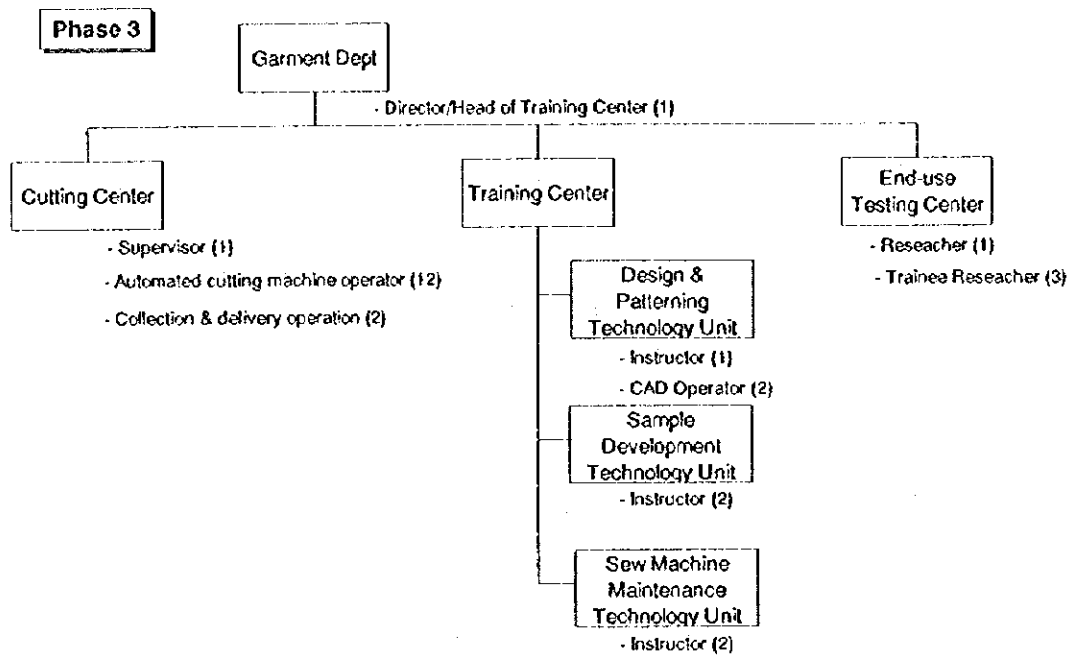 Phase 3
Garment Dept
- Director/Head of Training Center (1)
Cutting Center
- Supervisor (1)
- Automated cutting machine operator (12)
- Collection & delivery operation (2)
Training Center
Design &
Patterning
Technology Unit
- Instructor (1)
- CAD Operator (2)
Sample
Development
Technology Unit
- Instructor (2)
Sew Machine
Maintenance
Technology Unit
- Instructor (2)
End-use
Testing Center
- Reseacher (1)
- Trainee Reseacher (3)